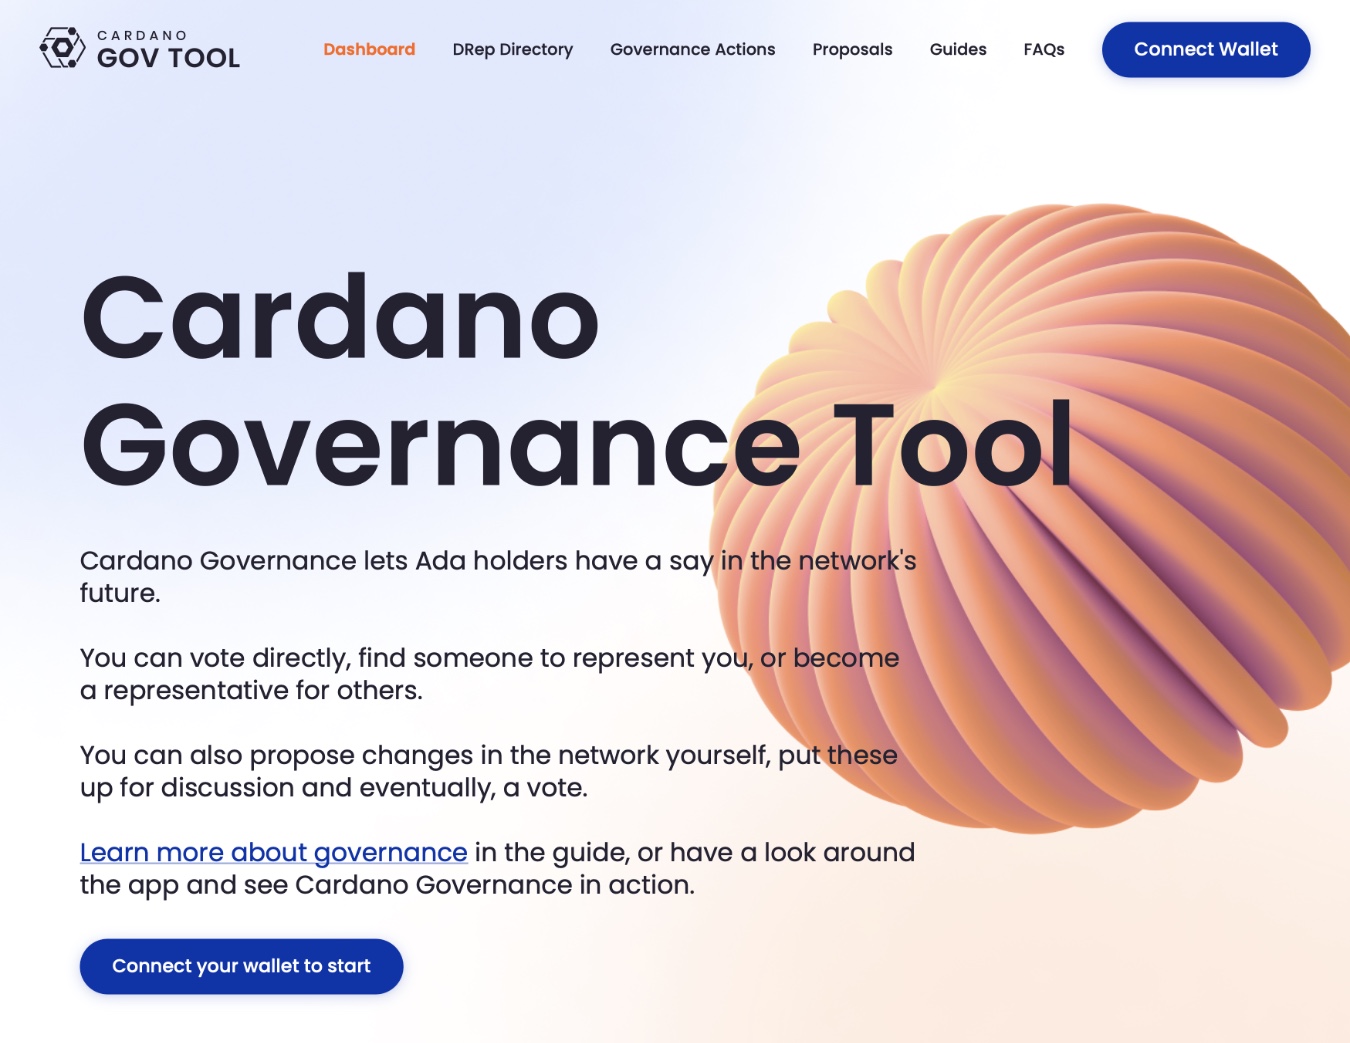 CARDANO
GOV TOOL
Dashboard
DRep Directory
Governance Actions
Proposals
Guides
FAQs
Connect Wallet
Cardano
Governance Tool
Cardano Governance lets Ada holders have a say in the network's
future.
You can vote directly, find someone to represent you, or become
a representative for others.
You can also propose changes in the network yourself, put these
up for discussion and eventually, a vote.
Learn more about governance in the guide, or have a look around
the app and see Cardano Governance in action.
Connect your wallet to start